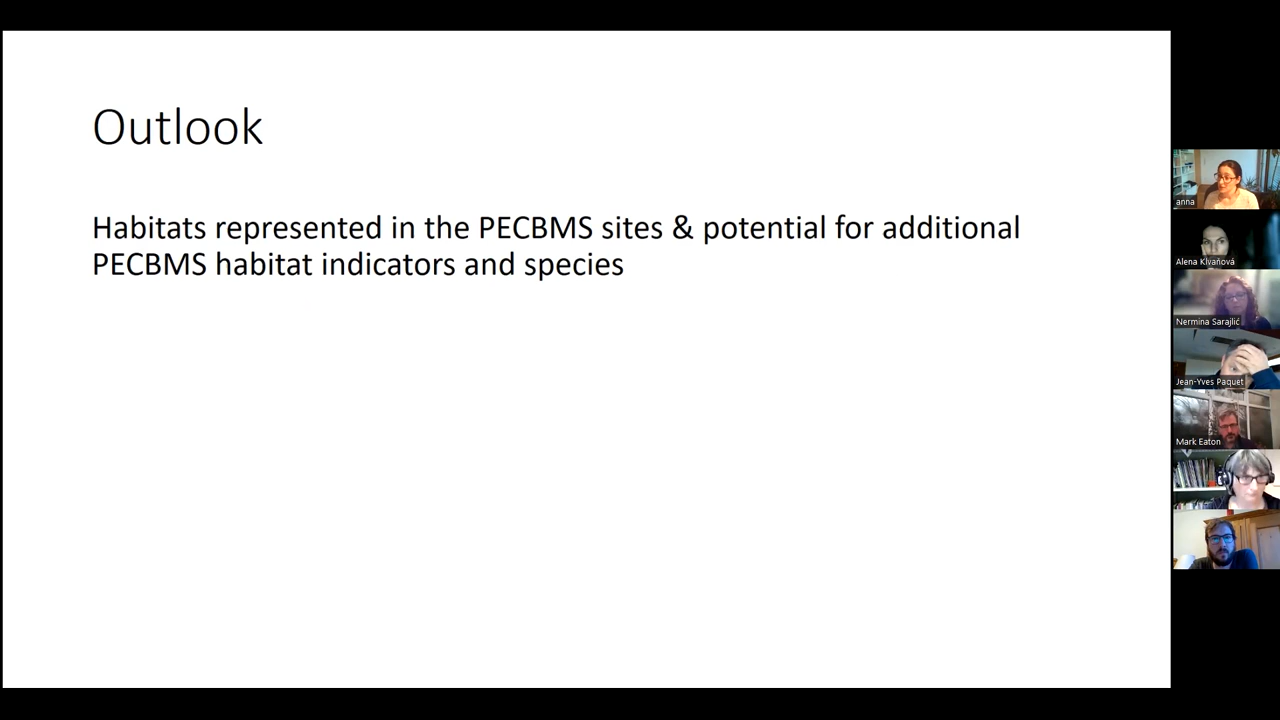 Outlook
Habitats represented in the PECBMS sites & potential for additional
PECBMS habitat indicators and species
anna
Alena Klvaňová
Nermina Sarajlić
Jean-Yves Paquet
Mark Eaton